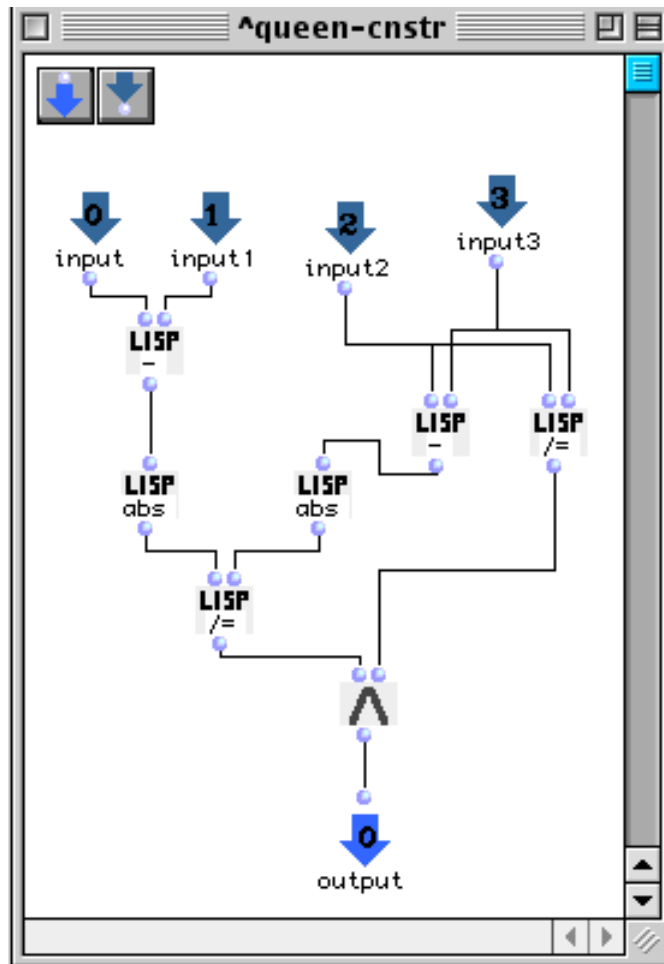 ^queen-cnstr
0 1 2 3
input input1 input2 input3
LISP
-
LISP LISP
- /=
LISP LISP
abs abs
LISP
/=
Λ
0
output